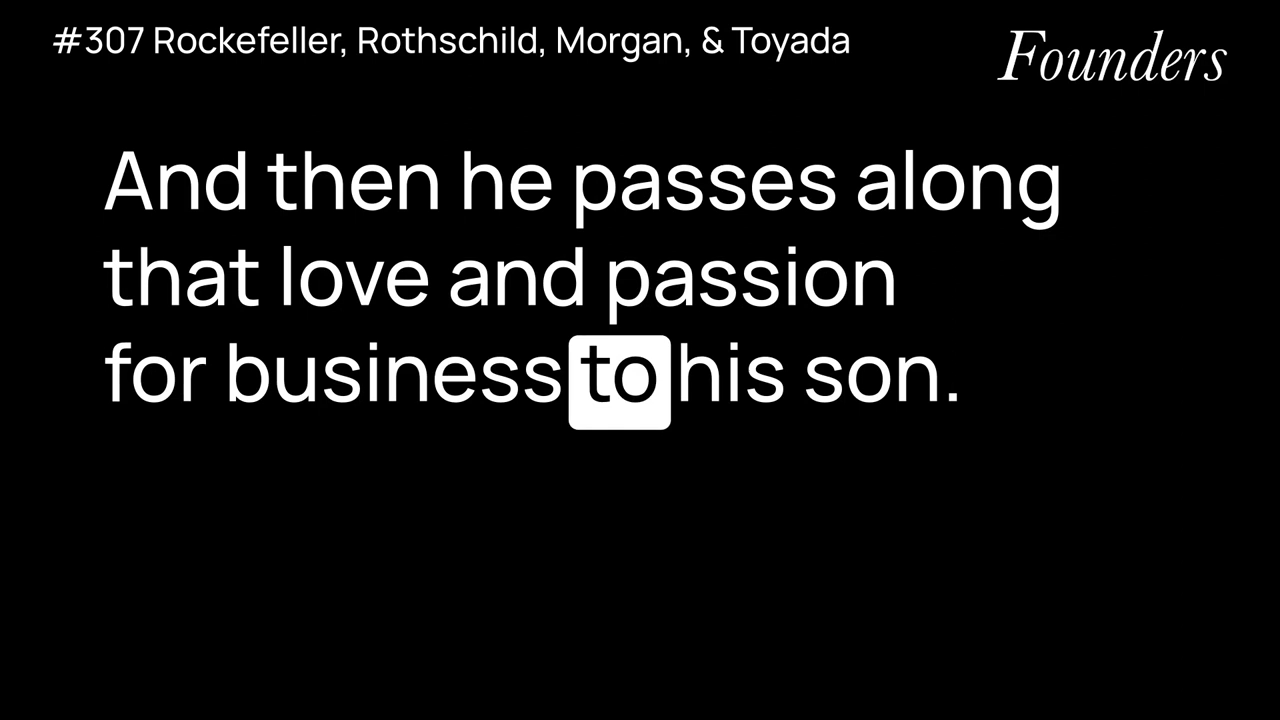 #307 Rockefeller, Rothschild, Morgan, & Toyada
Founders
And then he passes along
that love and passion
for business to his son.